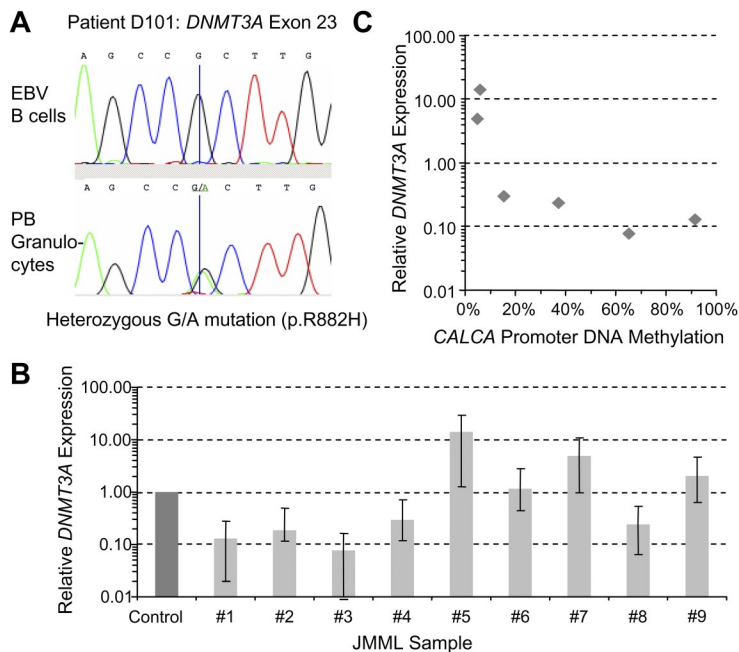 A
Patient D101: DNMT3A Exon 23
A G C C G C T T G
EBV
B cells
A G C C G/A C T T G
PB
Granulo-
cytes
Heterozygous G/A mutation (p.R882H)
C
Relative DNMT3A Expression
100.00
10.00
1.00
0.10
0.01
0% 20% 40% 60% 80% 100%
CALCA Promoter DNA Methylation
B
Relative DNMT3A Expression
100.00
10.00
1.00
0.10
0.01
Control #1 #2 #3 #4 #5 #6 #7 #8 #9
JMML Sample